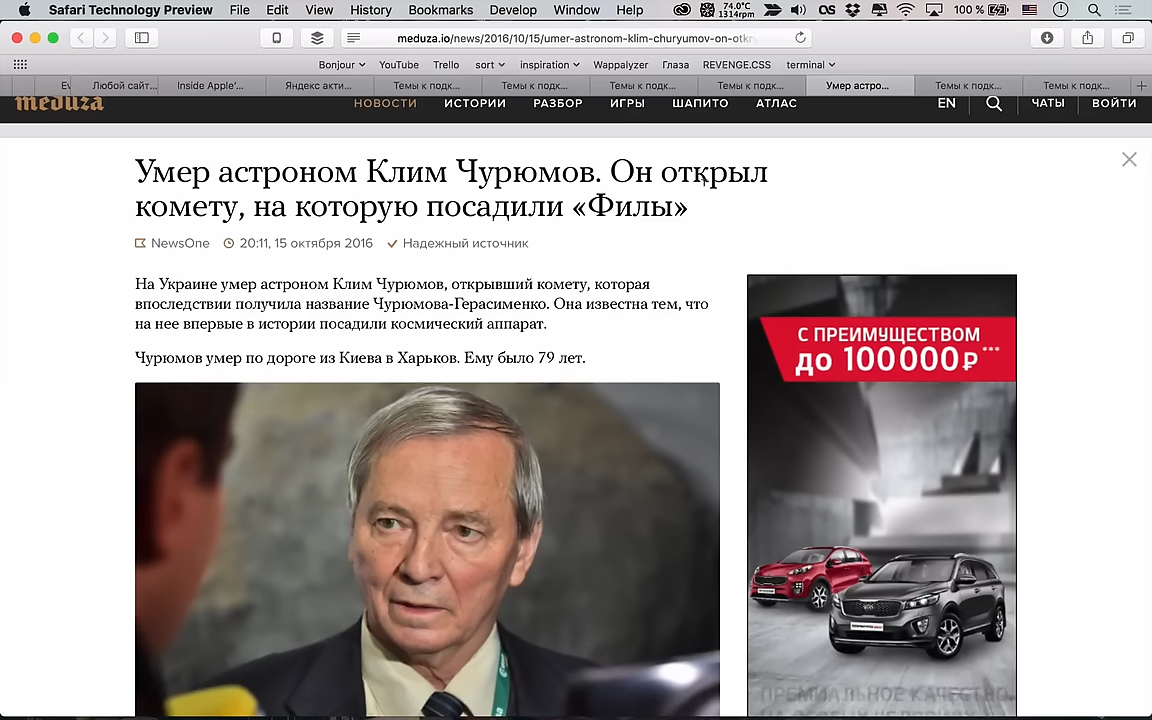 Safari Technology Preview File Edit View History Bookmarks Develop Window Help 74.0°C 1314rpm 100 %
meduza.io/news/2016/10/15/umer-astronom-klim-churyumov-on-otkry
Bonjour YouTube Trello sort inspiration Wappalyzer Глаза REVENGE.CSS terminal
Ev Любой сайт... Inside Apple'... Яндекс акти... Темы к подк... Темы к подк... Темы к подк... Темы к подк... Умер астро... Темы к подк... Темы к подк...
meduza НОВОСТИ ИСТОРИИ РАЗБОР ИГРЫ ШАПИТО АТЛАС EN ЧАТЫ ВОЙТИ
Умер астроном Клим Чурюмов. Он открыл
комету, на которую посадили «Филы»
NewsOne 20:11, 15 октября 2016 Надежный источник
На Украине умер астроном Клим Чурюмов, открывший комету, которая
впоследствии получила название Чурюмова-Герасименко. Она известна тем, что
на нее впервые в истории посадили космический аппарат.
Чурюмов умер по дороге из Киева в Харьков. Ему было 79 лет.
С ПРЕИМУЩЕСТВОМ
до 100 000 ₽***
ПРЕМИАЛЬНОЕ КАЧЕСТВО